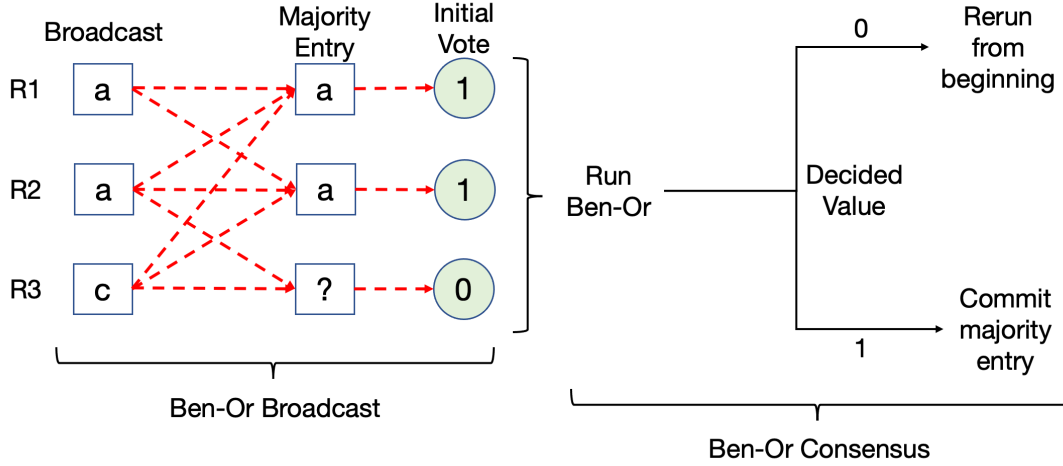 Broadcast
Majority
Entry
Initial
Vote
R1
a
a
1
R2
a
a
1
R3
c
?
0
Ben-Or Broadcast
Run
Ben-Or
Decided
Value
0
Rerun
from
beginning
1
Commit
majority
entry
Ben-Or Consensus